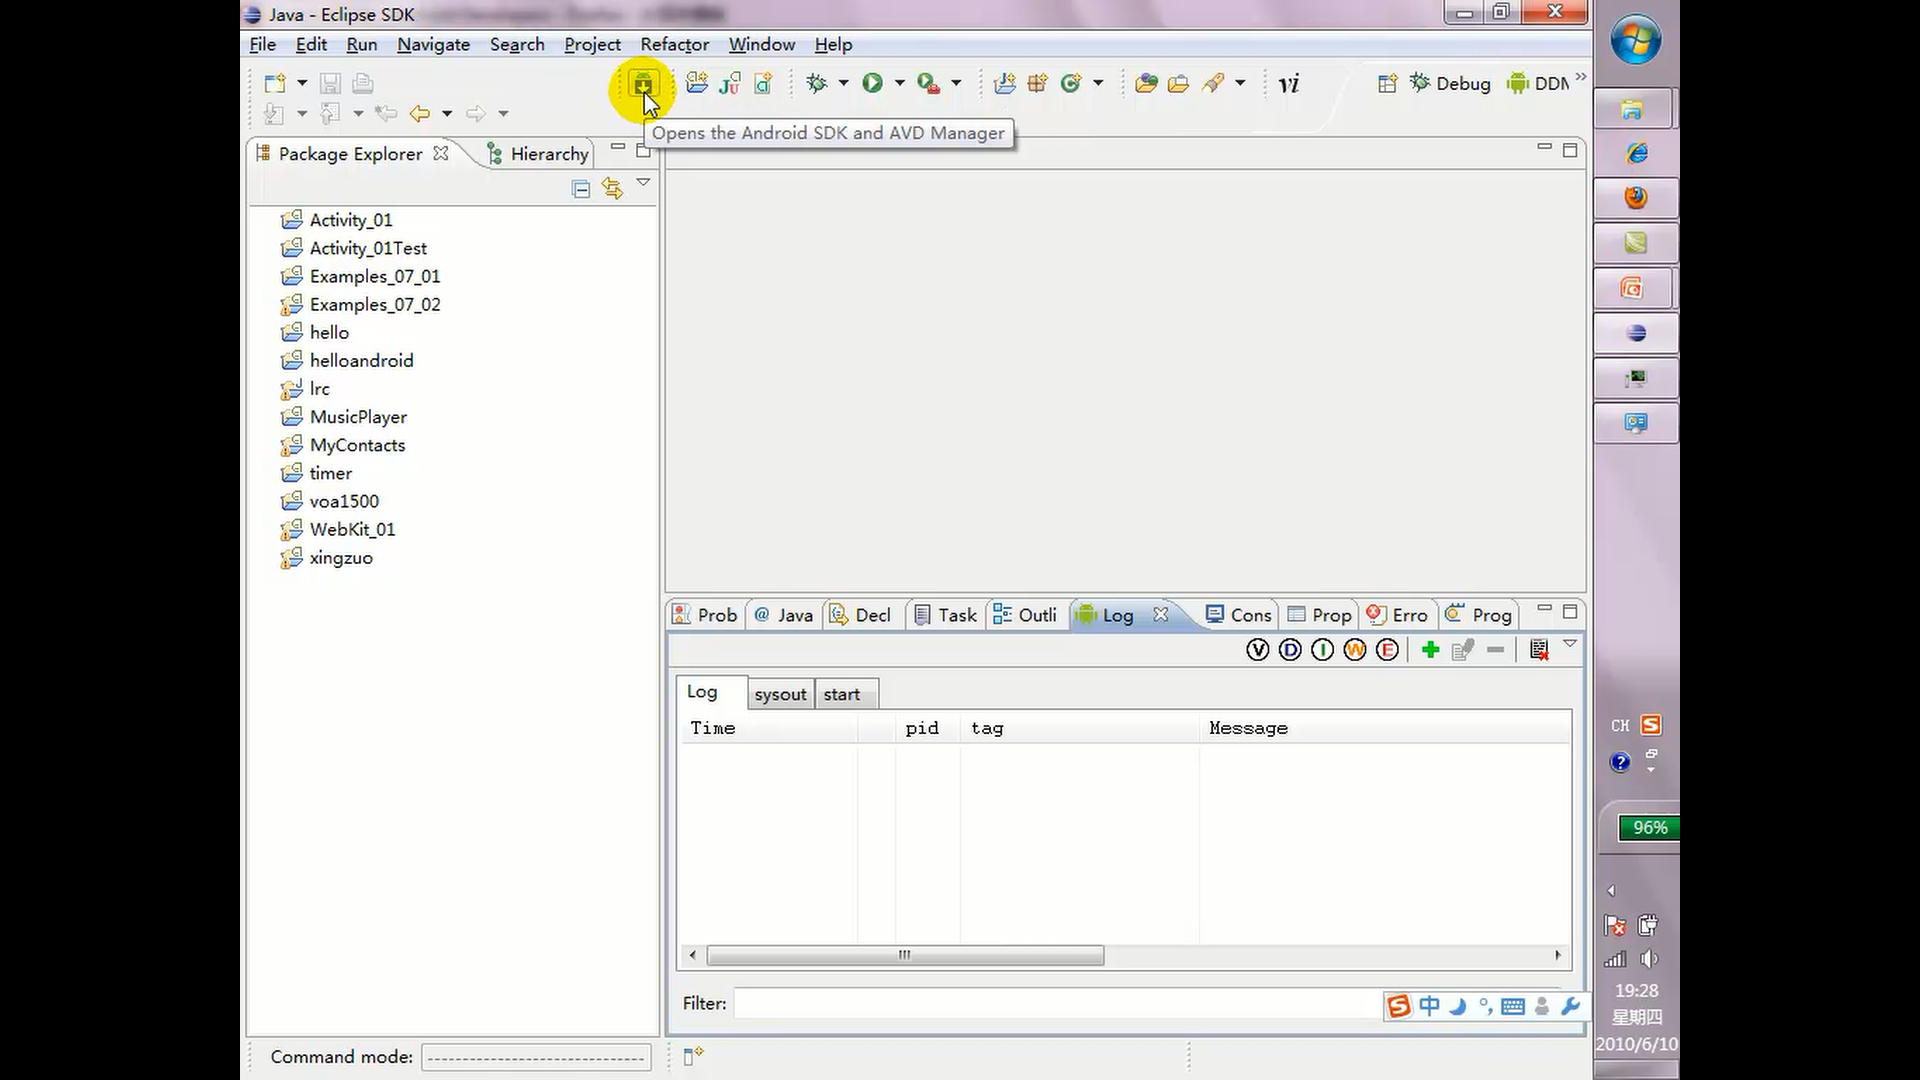 Java - Eclipse SDK
File Edit Run Navigate Search Project Refactor Window Help
vi Debug DDM »
Opens the Android SDK and AVD Manager
Package Explorer Hierarchy
Activity_01
Activity_01Test
Examples_07_01
Examples_07_02
hello
helloandroid
lrc
MusicPlayer
MyContacts
timer
voa1500
WebKit_01
xingzuo
Prob @ Java Decl Task Outli Log Cons Prop Erro Prog
V D I W E
Log sysout start
Time pid tag Message
Filter:
中
Command mode: --------------------------
CH
96%
19:28
星期四
2010/6/10